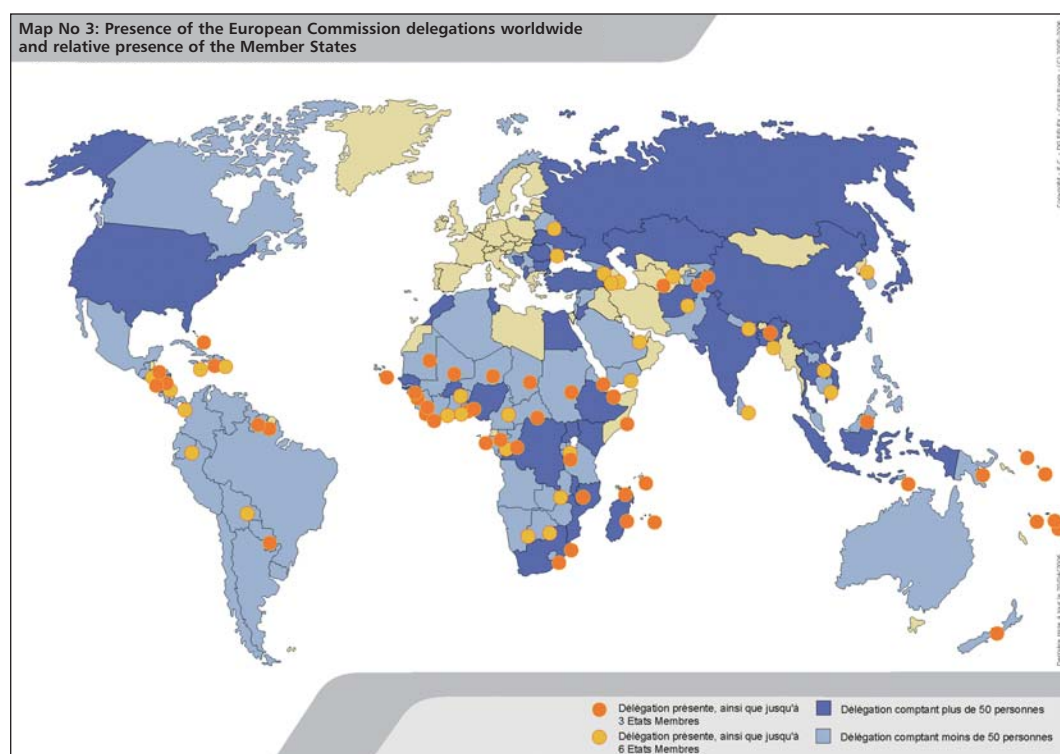 Map No 3: Presence of the European Commission delegations worldwide
and relative presence of the Member States
Délégation présente, ainsi que jusqu'à
3 Etats Membres
Délégation présente, ainsi que jusqu'à
6 Etats Membres
Délégation comptant plus de 50 personnes
Délégation comptant moins de 50 personnes